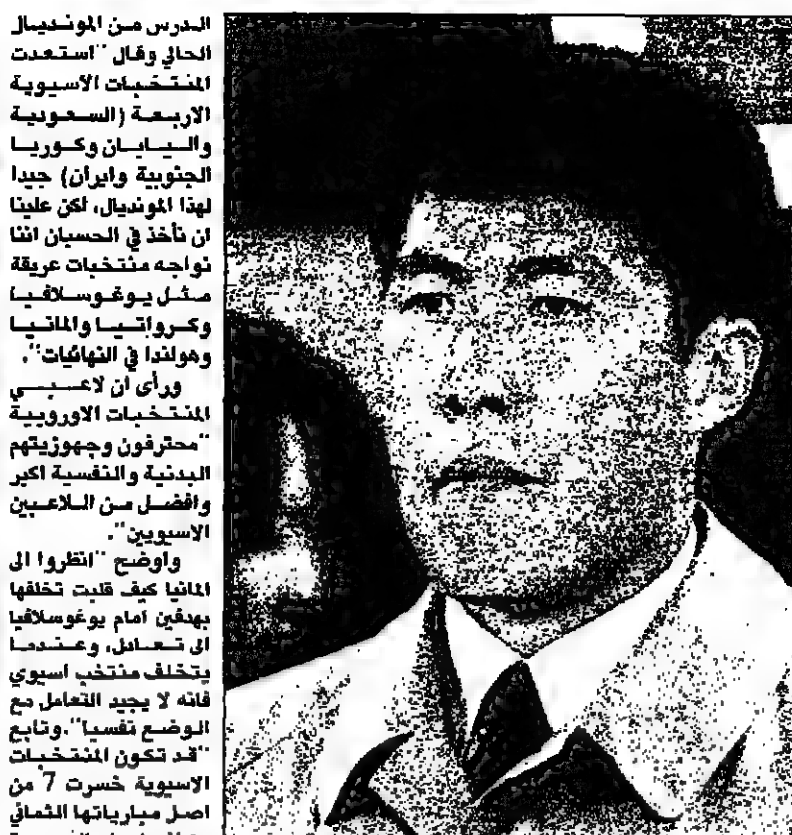 الدرس من المونديال
الحالي وقال "استعدت
المنتخبات الآسيوية
الاربعة (السعودية
واليابان وكوريا
الجنوبية وايران) جيدا
لهذا المونديال، لكن علينا
ان نأخذ في الحسبان اننا
نواجه منتخبات عريقة
مثل يوغوسلافيا
وكرواتيا والمانيا
وهولندا في النهائيات".
ورأى ان لاعبي
المنتخبات الاوروبية
"محترفون وجهوزيتهم
البدنية والنفسية اكبر
وافضل من اللاعبين
الاسيويين".
واوضح "انظروا الى
المانيا كيف قلبت تخلفها
بهدفين امام يوغوسلافيا
الى تعادل، وعندما
يتخلف منتخب اسيوي
فانه لا يجيد التعامل مع
الوضع نفسيا". وتابع
"قد تكون المنتخبات
الاسيوية خسرت 7 من
اصل مبارياتها الثماني